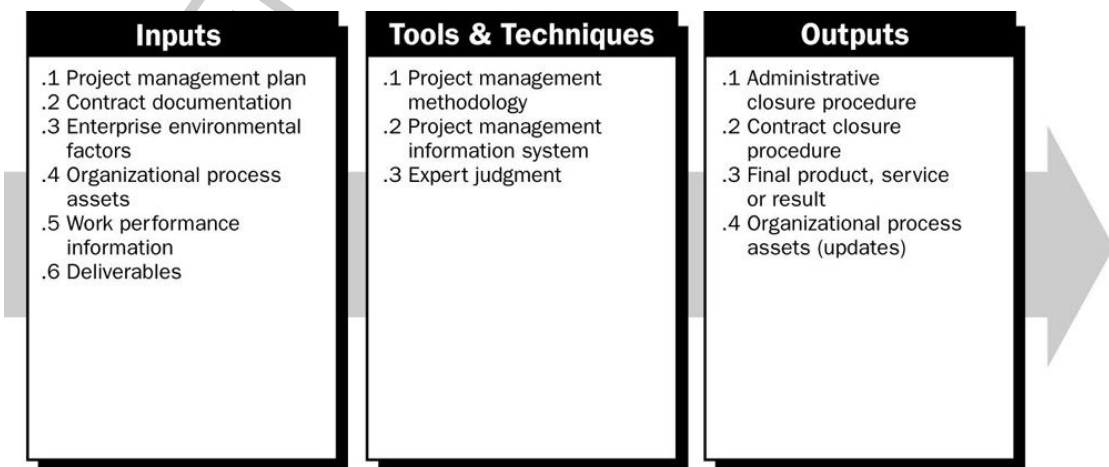 Inputs
.1 Project management plan
.2 Contract documentation
.3 Enterprise environmental
factors
.4 Organizational process
assets
.5 Work performance
information
.6 Deliverables
Tools & Techniques
.1 Project management
methodology
.2 Project management
information system
.3 Expert judgment
Outputs
.1 Administrative
closure procedure
.2 Contract closure
procedure
.3 Final product, service
or result
.4 Organizational process
assets (updates)